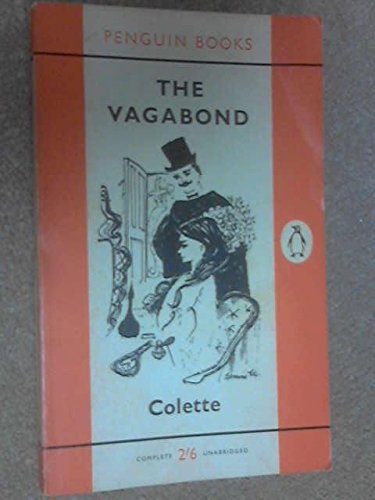 PENGUIN BOOKS
THE
VAGABOND
Colette
COMPLETE 2/6 UNABRIDGED